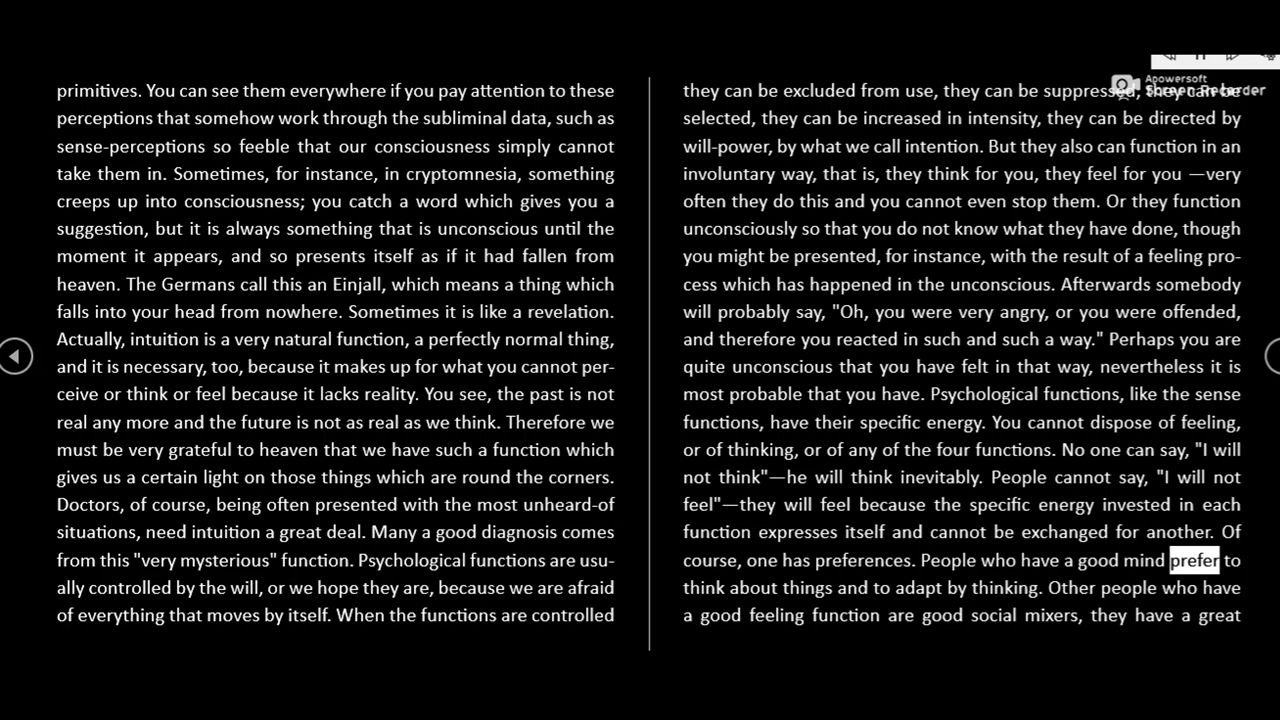 primitives. You can see them everywhere if you pay attention to these
perceptions that somehow work through the subliminal data, such as
sense-perceptions so feeble that our consciousness simply cannot
take them in. Sometimes, for instance, in cryptomnesia, something
creeps up into consciousness; you catch a word which gives you a
suggestion, but it is always something that is unconscious until the
moment it appears, and so presents itself as if it had fallen from
heaven. The Germans call this an Einjall, which means a thing which
falls into your head from nowhere. Sometimes it is like a revelation.
Actually, intuition is a very natural function, a perfectly normal thing,
and it is necessary, too, because it makes up for what you cannot per-
ceive or think or feel because it lacks reality. You see, the past is not
real any more and the future is not as real as we think. Therefore we
must be very grateful to heaven that we have such a function which
gives us a certain light on those things which are round the corners.
Doctors, of course, being often presented with the most unheard-of
situations, need intuition a great deal. Many a good diagnosis comes
from this "very mysterious" function. Psychological functions are usu-
ally controlled by the will, or we hope they are, because we are afraid
of everything that moves by itself. When the functions are controlled
they can be excluded from use, they can be suppressed, they can be
selected, they can be increased in intensity, they can be directed by
will-power, by what we call intention. But they also can function in an
involuntary way, that is, they think for you, they feel for you —very
often they do this and you cannot even stop them. Or they function
unconsciously so that you do not know what they have done, though
you might be presented, for instance, with the result of a feeling pro-
cess which has happened in the unconscious. Afterwards somebody
will probably say, "Oh, you were very angry, or you were offended,
and therefore you reacted in such and such a way." Perhaps you are
quite unconscious that you have felt in that way, nevertheless it is
most probable that you have. Psychological functions, like the sense
functions, have their specific energy. You cannot dispose of feeling,
or of thinking, or of any of the four functions. No one can say, "I will
not think"—he will think inevitably. People cannot say, "I will not
feel"—they will feel because the specific energy invested in each
function expresses itself and cannot be exchanged for another. Of
course, one has preferences. People who have a good mind prefer to
think about things and to adapt by thinking. Other people who have
a good feeling function are good social mixers, they have a great
Apowersoft
Screen Recorder